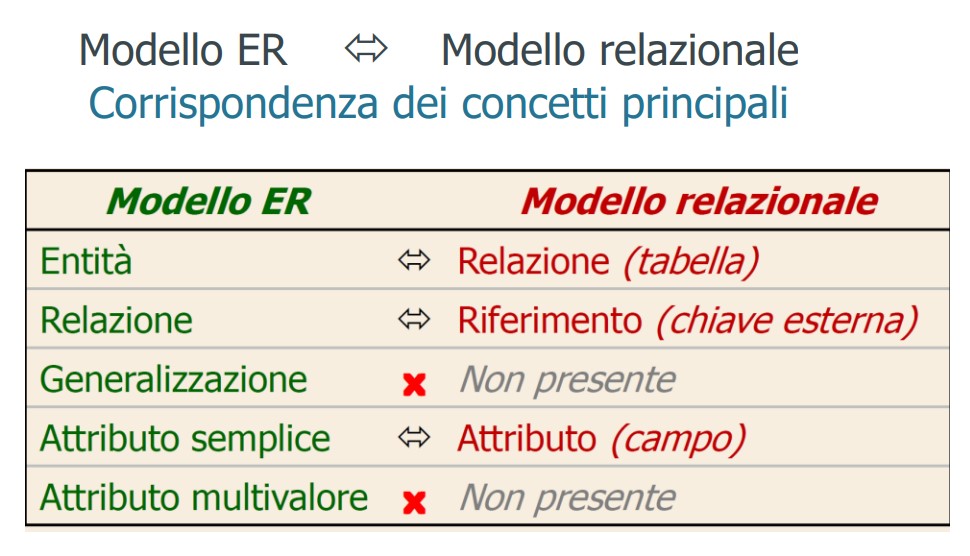 Modello ER ⬄ Modello relazionale
Corrispondenza dei concetti principali
Modello ER Modello relazionale
Entità ⬄ Relazione (tabella)
Relazione ⬄ Riferimento (chiave esterna)
Generalizzazione ✘ Non presente
Attributo semplice ⬄ Attributo (campo)
Attributo multivalore ✘ Non presente